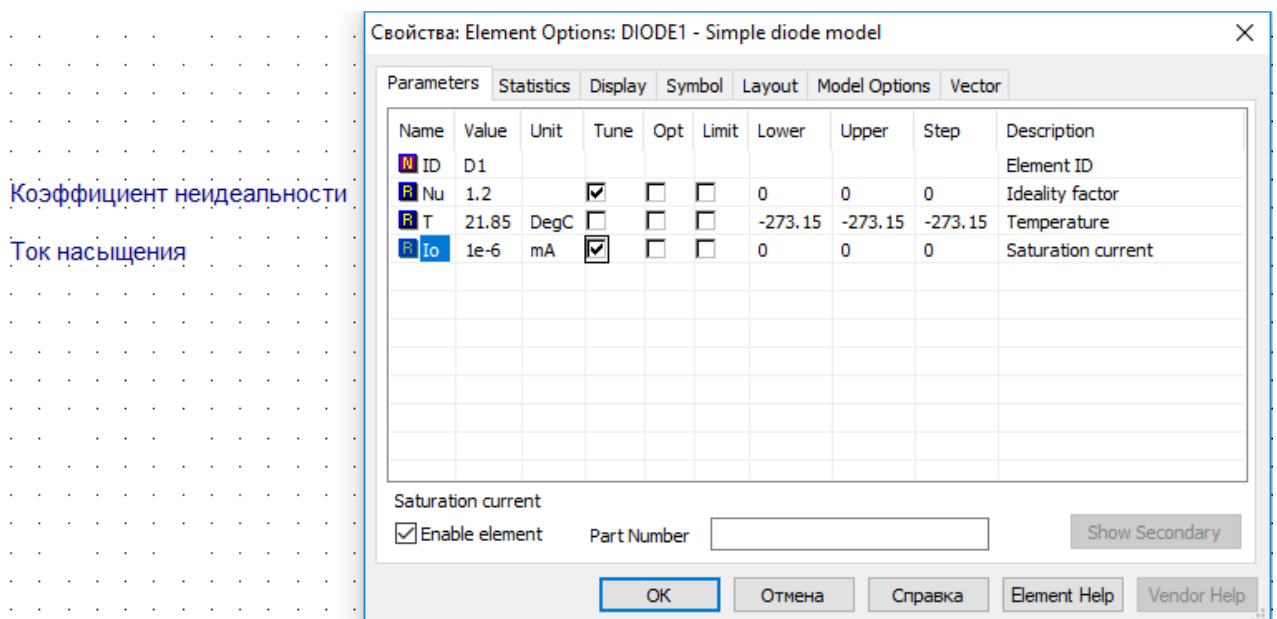 Свойства: Element Options: DIODE1 - Simple diode model
Parameters Statistics Display Symbol Layout Model Options Vector
Name Value Unit Tune Opt Limit Lower Upper Step Description
N ID D1 Element ID
Коэффициент неидеальности
R Nu 1.2 0 0 0 Ideality factor
R T 21.85 DegC -273.15 -273.15 -273.15 Temperature
Ток насыщения
R Io 1e-6 mA 0 0 0 Saturation current
Saturation current
Enable element Part Number Show Secondary
OK Отмена Справка Element Help Vendor Help